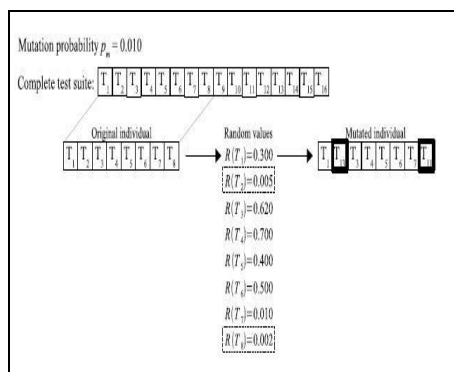 Mutation probability pm = 0.010
Complete test suite: T1 T2 T3 T4 T5 T6 T7 T8 T9 T10 T11 T12 T13 T14 T15 T16
Original individual
T1 T2 T3 T4 T5 T6 T7 T8
Random values
R(T1)=0.300
R(T2)=0.005
R(T3)=0.620
R(T4)=0.700
R(T5)=0.400
R(T6)=0.500
R(T7)=0.010
R(T8)=0.002
Mutated individual
T1 T T3 T4 T5 T6 T7 T